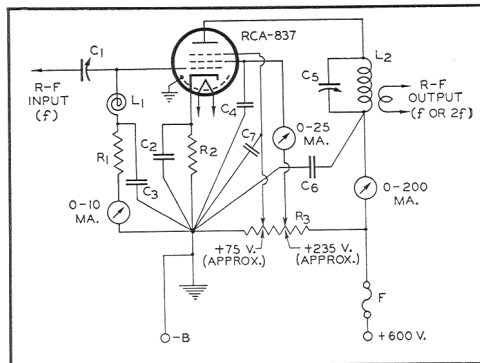 RCA-837
C1
L2
C5
R-F
INPUT
(f)
R-F
OUTPUT
(f OR 2f)
L1
C4
0-25
MA.
C2
C7
R1
R2
C3
C6
0-10
MA.
0-200
MA.
R3
+75 V.
(APPROX.)
+235 V.
(APPROX.)
F
-B
+600 V.